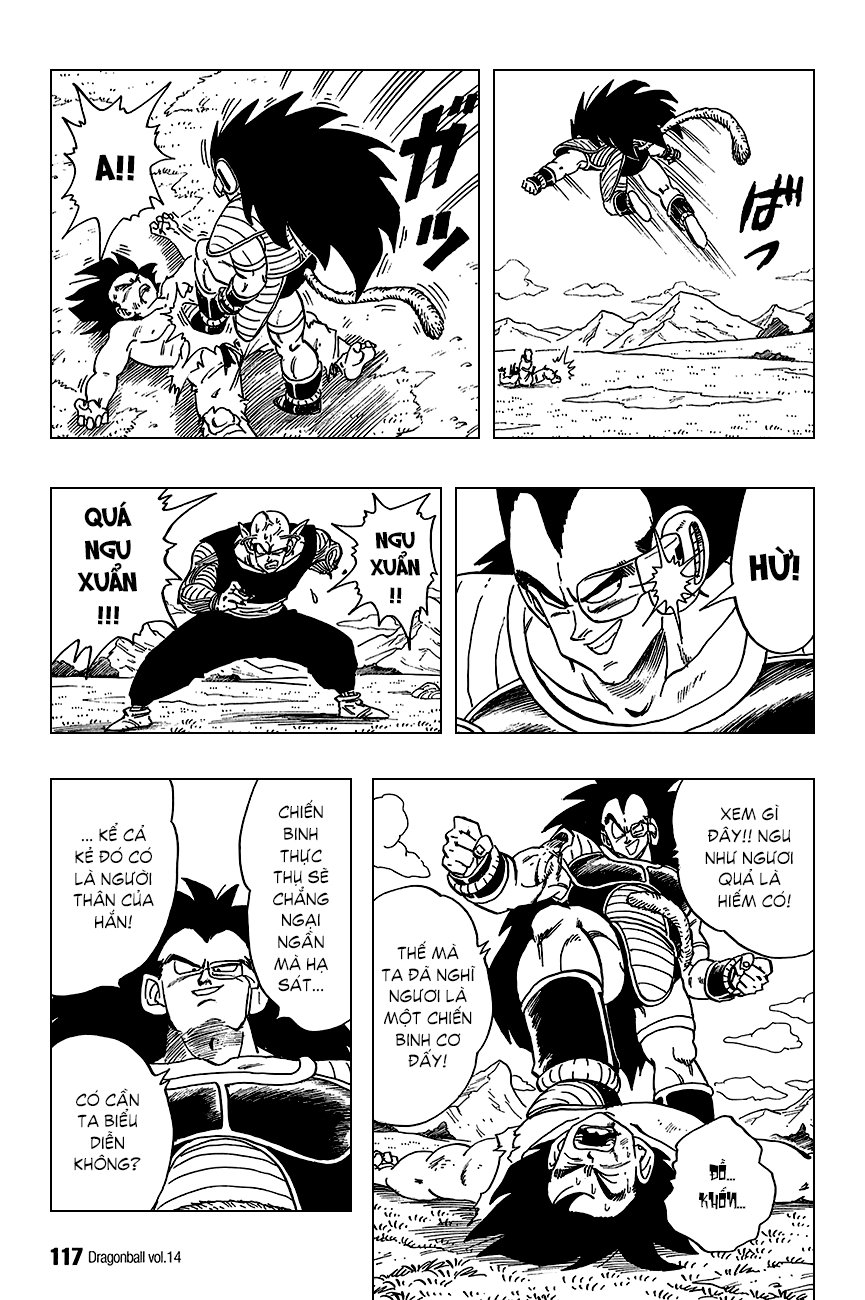 ばっ
ガッ
A!!
HỪ!
NGU
XUẨN
!!
QUÁ
NGU
XUẨN
!!!
XEM GÌ
ĐÂY!! NGU
NHƯ NGƯƠI
QUẢ LÀ
HIẾM CÓ!
THẾ MÀ
TA ĐÃ NGHĨ
NGƯƠI LÀ
MỘT CHIẾN
BINH CƠ
ĐẤY!
ĐỒ...
KHỐN...
CHIẾN
BINH
THỰC
THỤ SẼ
CHẲNG
NGẠI
NGẦN
MÀ HẠ
SÁT...
... KỂ CẢ
KẺ ĐÓ CÓ
LÀ NGƯỜI
THÂN CỦA
HẮN!
CÓ CẦN
TA BIỂU
DIỄN
KHÔNG?
117 Dragonball vol.14